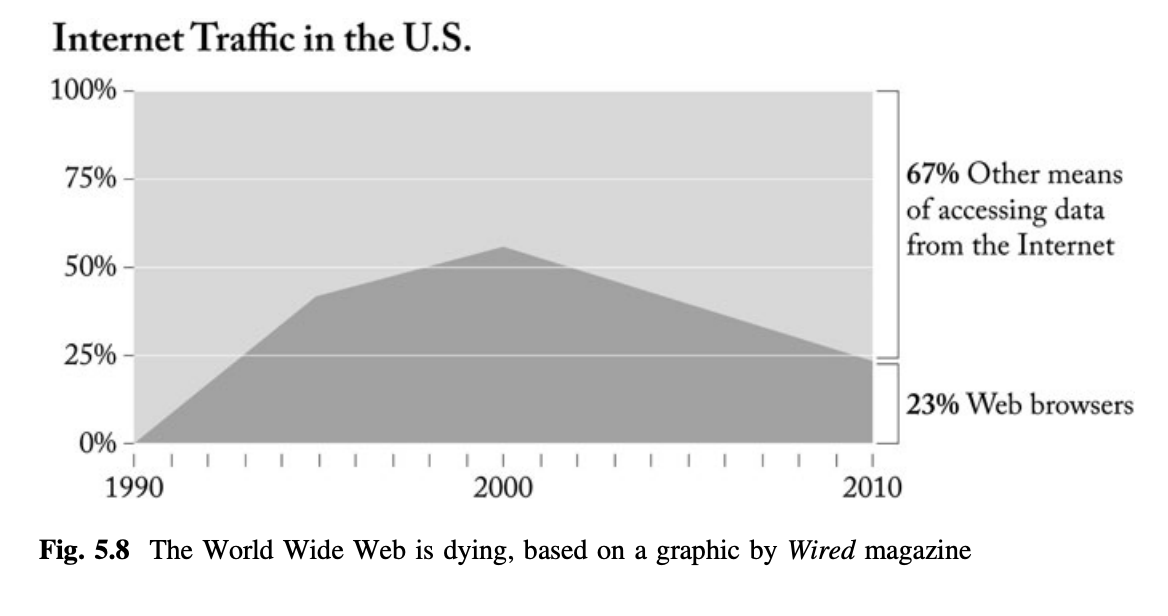 Internet Traffic in the U.S.
100%
75%
50%
25%
0%
1990
2000
2010
67% Other means
of accessing data
from the Internet
23% Web browsers
Fig. 5.8 The World Wide Web is dying, based on a graphic by Wired magazine